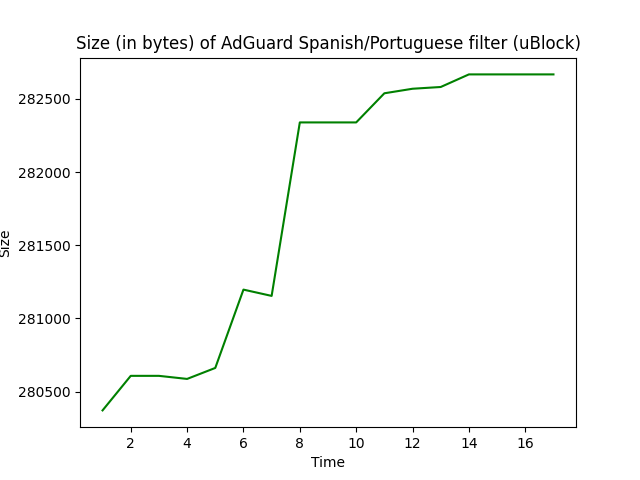 Size (in bytes) of AdGuard Spanish/Portuguese filter (uBlock)
282500
282000
281500
281000
280500
Size
2 4 6 8 10 12 14 16
Time